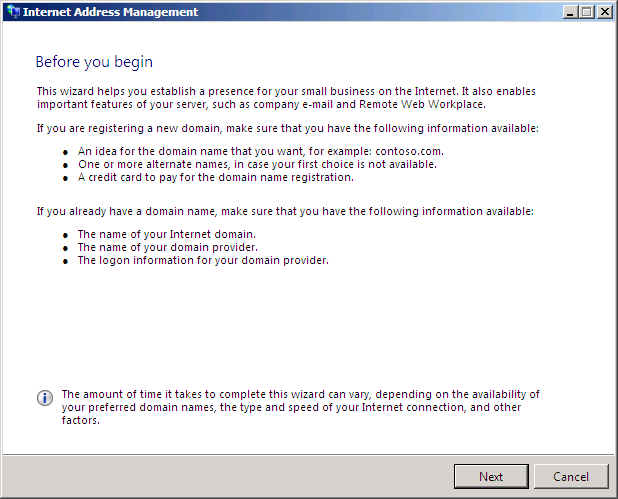 Internet Address Management
Before you begin
This wizard helps you establish a presence for your small business on the Internet. It also enables
important features of your server, such as company e-mail and Remote Web Workplace.
If you are registering a new domain, make sure that you have the following information available:
● An idea for the domain name that you want, for example: contoso.com.
● One or more alternate names, in case your first choice is not available.
● A credit card to pay for the domain name registration.
If you already have a domain name, make sure that you have the following information available:
● The name of your Internet domain.
● The name of your domain provider.
● The logon information for your domain provider.
The amount of time it takes to complete this wizard can vary, depending on the availability of
your preferred domain names, the type and speed of your Internet connection, and other
factors.
Next Cancel